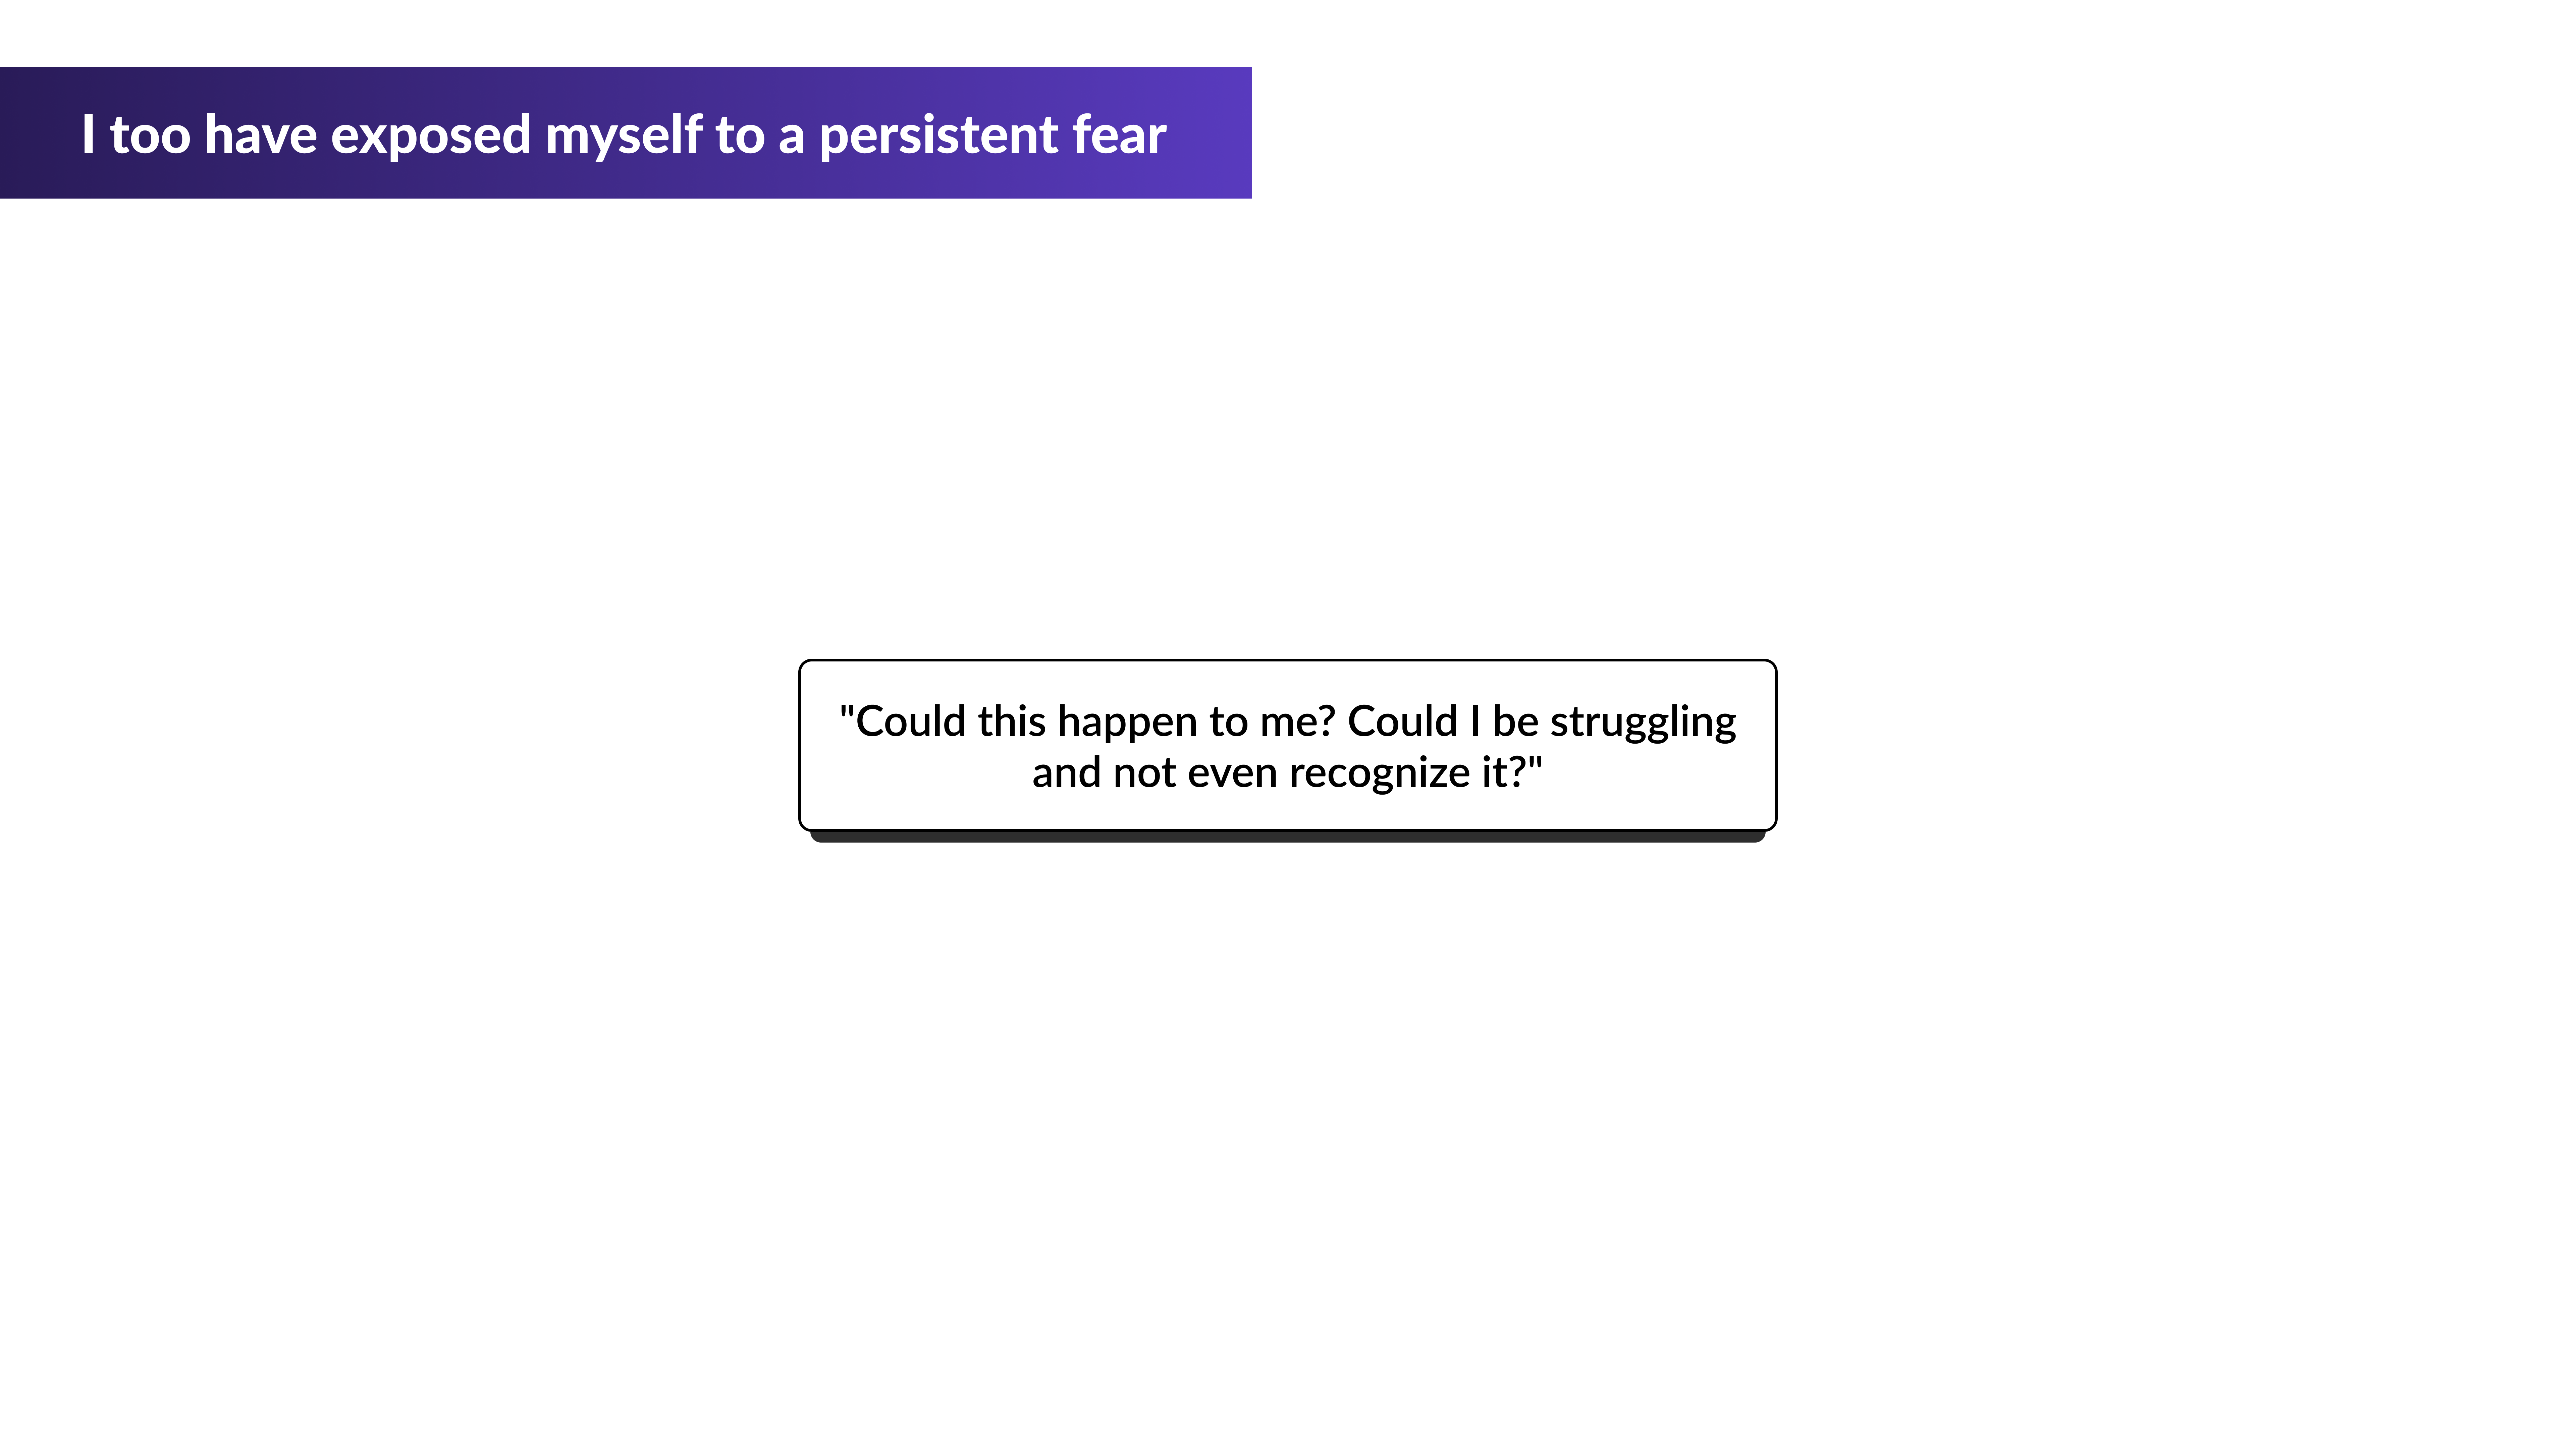 I too have exposed myself to a persistent fear
"Could this happen to me? Could I be struggling
and not even recognize it?"